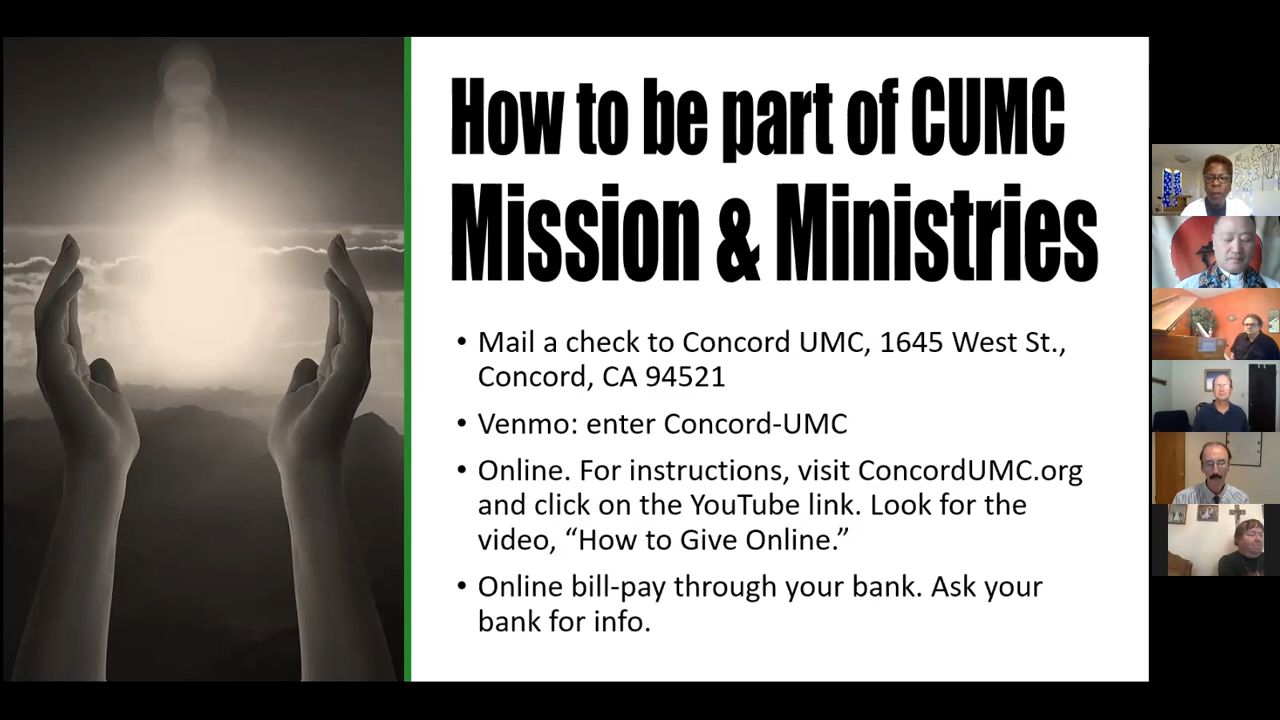 How to be part of CUMC
Mission & Ministries
• Mail a check to Concord UMC, 1645 West St.,
Concord, CA 94521
• Venmo: enter Concord-UMC
• Online. For instructions, visit ConcordUMC.org
and click on the YouTube link. Look for the
video, “How to Give Online.”
• Online bill-pay through your bank. Ask your
bank for info.